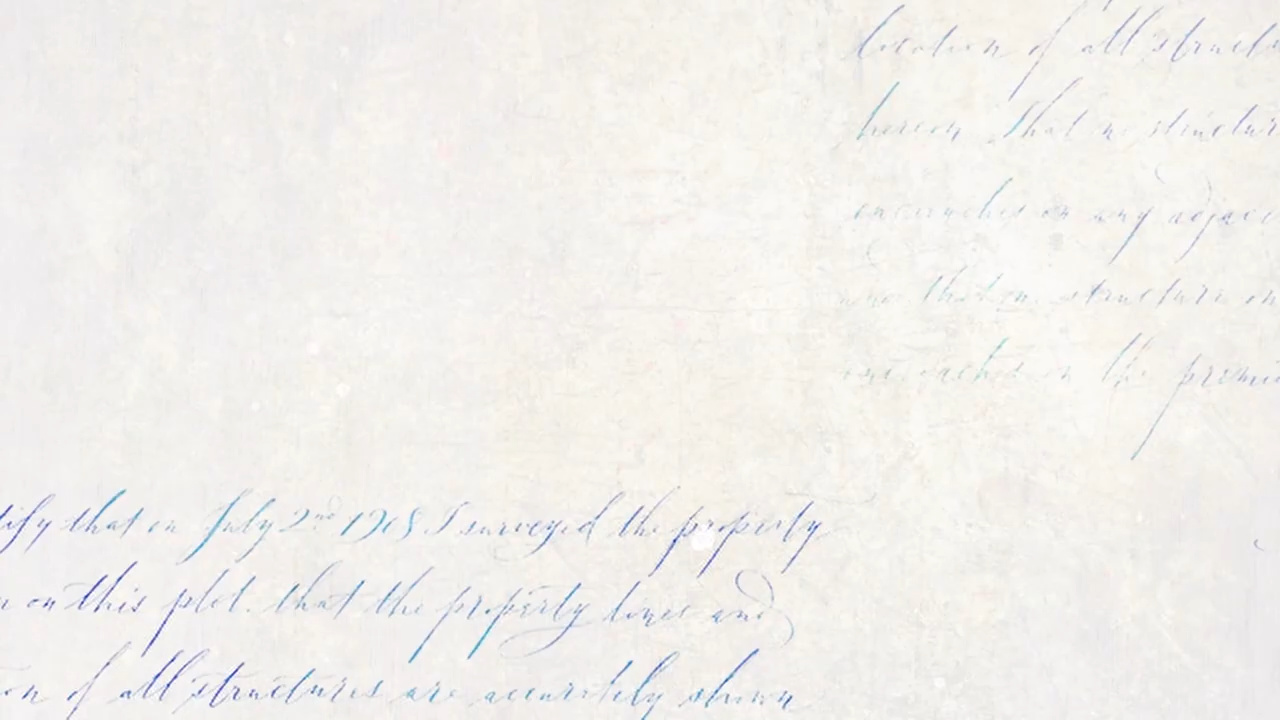 location of all structu
hereon that no structur
encroaches on any adjace
that no structure on
encroaches on the premis
tify that on July 2nd 1908 I surveyed the property
n on this plot. that the property lines and
on of all structures are accurately shown